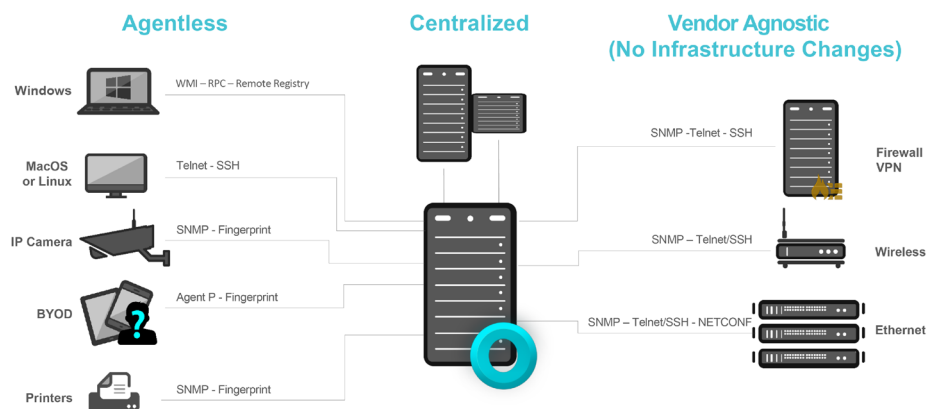 Agentless
Centralized
Vendor Agnostic
(No Infrastructure Changes)
Windows
WMI – RPC – Remote Registry
MacOS
or Linux
Telnet - SSH
IP Camera
SNMP - Fingerprint
BYOD
?
Agent P - Fingerprint
Printers
SNMP - Fingerprint
SNMP -Telnet - SSH
Firewall
VPN
SNMP – Telnet/SSH
Wireless
SNMP – Telnet/SSH - NETCONF
Ethernet